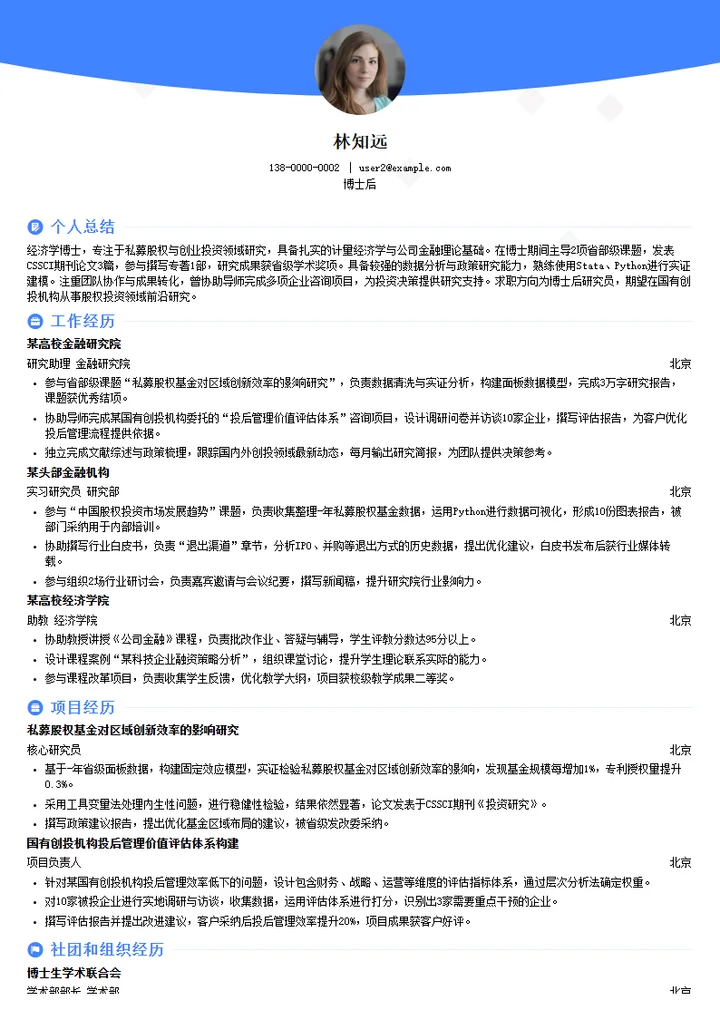 林知远
138-0000-0002 | user2@example.com
博士后
个人总结
经济学博士，专注于私募股权与创业投资领域研究，具备扎实的计量经济学与公司金融理论基础。在博士期间主导2项省部级课题，发表
CSSCI期刊论文3篇，参与撰写专著1部，研究成果获省级学术奖项。具备较强的数据分析与政策研究能力，熟练使用Stata、Python进行实证
建模。注重团队协作与成果转化，曾协助导师完成多项企业咨询项目，为投资决策提供研究支持。求职方向为博士后研究员，期望在国有创
投机构从事股权投资领域前沿研究。
工作经历
某高校金融研究院
研究助理 金融研究院 北京
• 参与省部级课题“私募股权基金对区域创新效率的影响研究”，负责数据清洗与实证分析，构建面板数据模型，完成3万字研究报告，
课题获优秀结项。
• 协助导师完成某国有创投机构委托的“投后管理价值评估体系”咨询项目，设计调研问卷并访谈10家企业，撰写评估报告，为客户优化
投后管理流程提供依据。
• 独立完成文献综述与政策梳理，跟踪国内外创投领域最新动态，每月输出研究简报，为团队提供决策参考。
某头部金融机构
实习研究员 研究部 北京
• 参与“中国股权投资市场发展趋势”课题，负责收集整理-年私募股权基金数据，运用Python进行数据可视化，形成10份图表报告，被
部门采纳用于内部培训。
• 协助撰写行业白皮书，负责“退出渠道”章节，分析IPO、并购等退出方式的历史数据，提出优化建议，白皮书发布后获行业媒体转
载。
• 参与组织2场行业研讨会，负责嘉宾邀请与会议纪要，撰写新闻稿，提升研究院行业影响力。
某高校经济学院
助教 经济学院 北京
• 协助教授讲授《公司金融》课程，负责批改作业、答疑与辅导，学生评教分数达95分以上。
• 设计课程案例“某科技企业融资策略分析”，组织课堂讨论，提升学生理论联系实际的能力。
• 参与课程改革项目，负责收集学生反馈，优化教学大纲，项目获校级教学成果二等奖。
项目经历
私募股权基金对区域创新效率的影响研究
核心研究员 北京
• 基于-年省级面板数据，构建固定效应模型，实证检验私募股权基金对区域创新效率的影响，发现基金规模每增加1%，专利授权量提升
0.3%。
• 采用工具变量法处理内生性问题，进行稳健性检验，结果依然显著，论文发表于CSSCI期刊《投资研究》。
• 撰写政策建议报告，提出优化基金区域布局的建议，被省级发改委采纳。
国有创投机构投后管理价值评估体系构建
项目负责人 北京
• 针对某国有创投机构投后管理效率低下的问题，设计包含财务、战略、运营等维度的评估指标体系，通过层次分析法确定权重。
• 对10家被投企业进行实地调研与访谈，收集数据，运用评估体系进行打分，识别出3家需要重点干预的企业。
• 撰写评估报告并提出改进建议，客户采纳后投后管理效率提升20%，项目成果获客户好评。
社团和组织经历
博士生学术联合会
学术部部长 学术部 北京